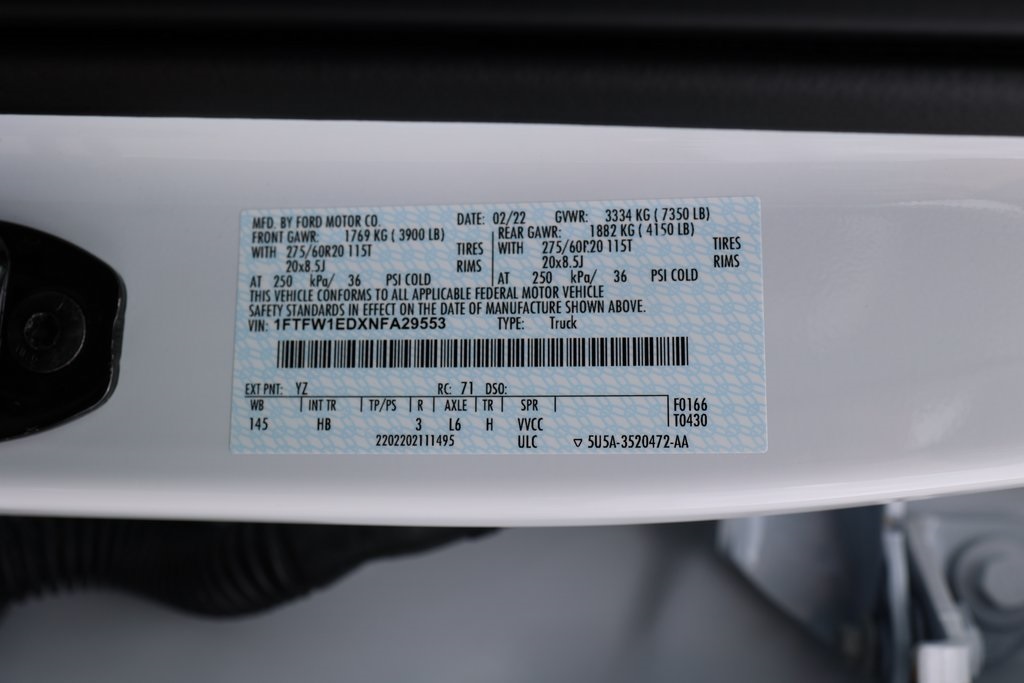 MFD. BY FORD MOTOR CO. DATE: 02/22 GVWR: 3334 KG ( 7350 LB)
FRONT GAWR: 1769 KG ( 3900 LB) REAR GAWR: 1882 KG ( 4150 LB)
WITH 275/60R20 115T TIRES WITH 275/60R20 115T TIRES
20x8.5J RIMS 20x8.5J RIMS
AT 250 kPa/ 36 PSI COLD AT 250 kPa/ 36 PSI COLD
THIS VEHICLE CONFORMS TO ALL APPLICABLE FEDERAL MOTOR VEHICLE
SAFETY STANDARDS IN EFFECT ON THE DATE OF MANUFACTURE SHOWN ABOVE.
VIN: 1FTFW1EDXNFA29553 TYPE: Truck
EXT PNT: YZ RC: 71 DSO:
WB INT TR TP/PS R AXLE TR SPR F0166
145 HB 3 L6 H VVCC T0430
2202202111495 ULC ▽ 5U5A-3520472-AA